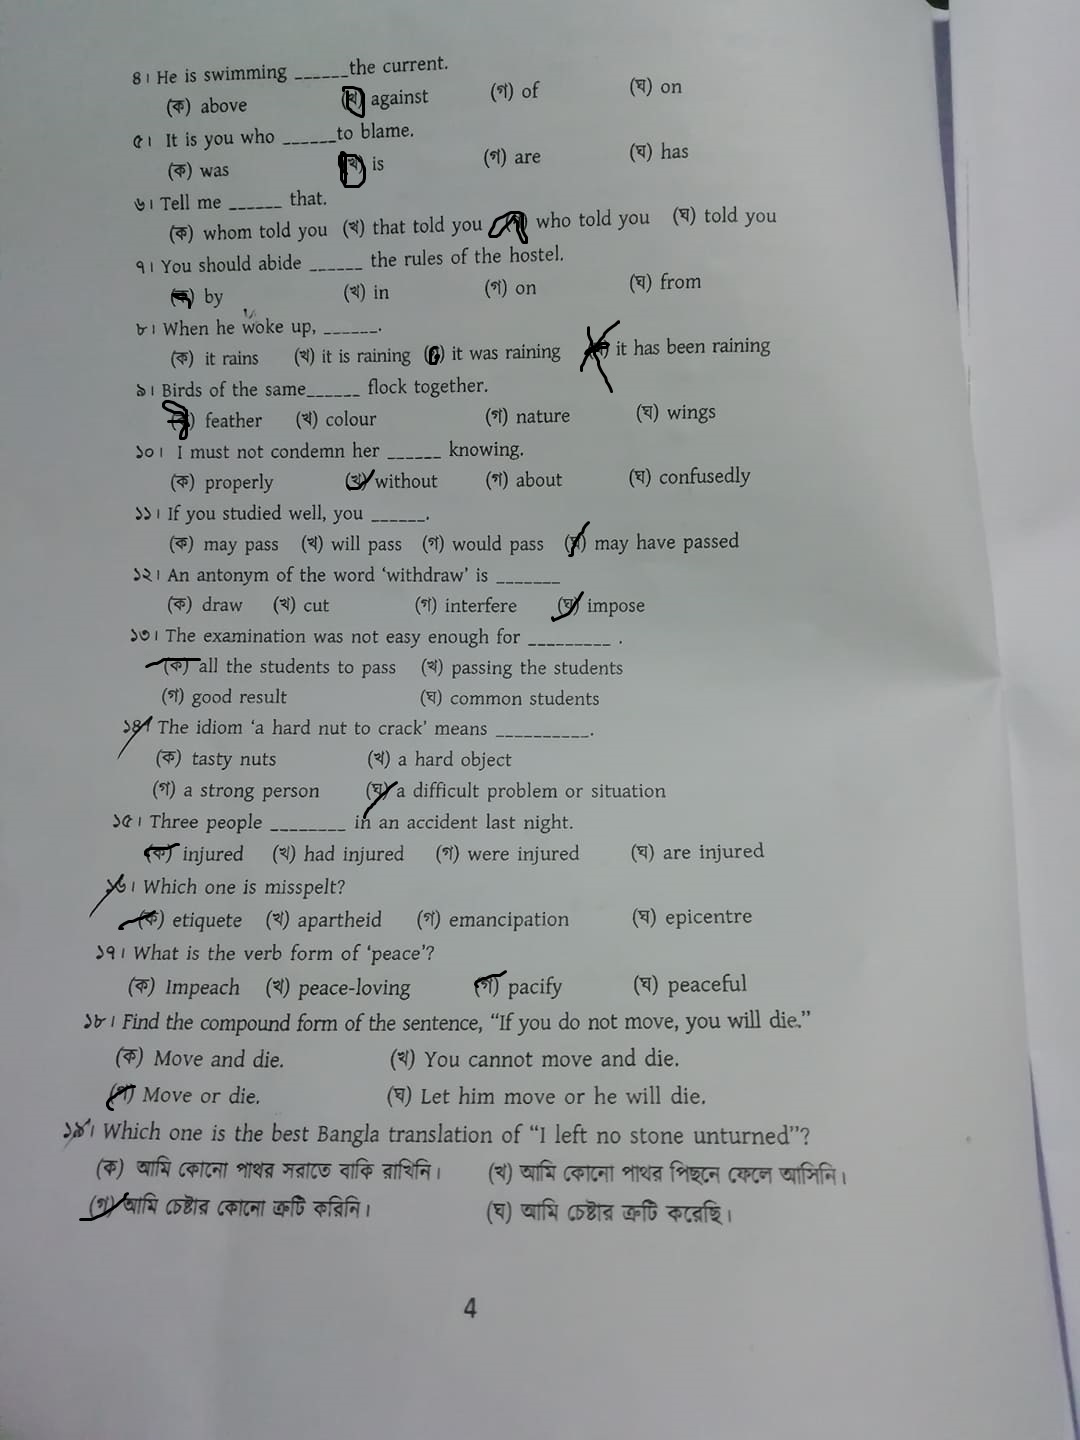 ৪। He is swimming ______the current.
(ক) above (খ) against (গ) of (ঘ) on
৫। It is you who ______to blame.
(ক) was (খ) is (গ) are (ঘ) has
৬। Tell me ______ that.
(ক) whom told you (খ) that told you (গ) who told you (ঘ) told you
৭। You should abide ______ the rules of the hostel.
(ক) by (খ) in (গ) on (ঘ) from
৮। When he woke up, ______.
(ক) it rains (খ) it is raining (গ) it was raining (ঘ) it has been raining
৯। Birds of the same______ flock together.
(ক) feather (খ) colour (গ) nature (ঘ) wings
১০। I must not condemn her ______ knowing.
(ক) properly (খ) without (গ) about (ঘ) confusedly
১১। If you studied well, you ______.
(ক) may pass (খ) will pass (গ) would pass (ঘ) may have passed
১২। An antonym of the word ‘withdraw’ is _______
(ক) draw (খ) cut (গ) interfere (ঘ) impose
১৩। The examination was not easy enough for _________ .
(ক) all the students to pass (খ) passing the students
(গ) good result (ঘ) common students
১৪। The idiom ‘a hard nut to crack’ means __________.
(ক) tasty nuts (খ) a hard object
(গ) a strong person (ঘ) a difficult problem or situation
১৫। Three people ________ in an accident last night.
(ক) injured (খ) had injured (গ) were injured (ঘ) are injured
১৬। Which one is misspelt?
(ক) etiquete (খ) apartheid (গ) emancipation (ঘ) epicentre
১৭। What is the verb form of ‘peace’?
(ক) Impeach (খ) peace-loving (গ) pacify (ঘ) peaceful
১৮। Find the compound form of the sentence, “If you do not move, you will die.”
(ক) Move and die. (খ) You cannot move and die.
(গ) Move or die. (ঘ) Let him move or he will die.
১৯। Which one is the best Bangla translation of “I left no stone unturned”?
(ক) আমি কোনো পাথর সরাতে বাকি রাখিনি। (খ) আমি কোনো পাথর পিছনে ফেলে আসিনি।
(গ) আমি চেষ্টার কোনো ত্রুটি করিনি। (ঘ) আমি চেষ্টার ত্রুটি করেছি।
4